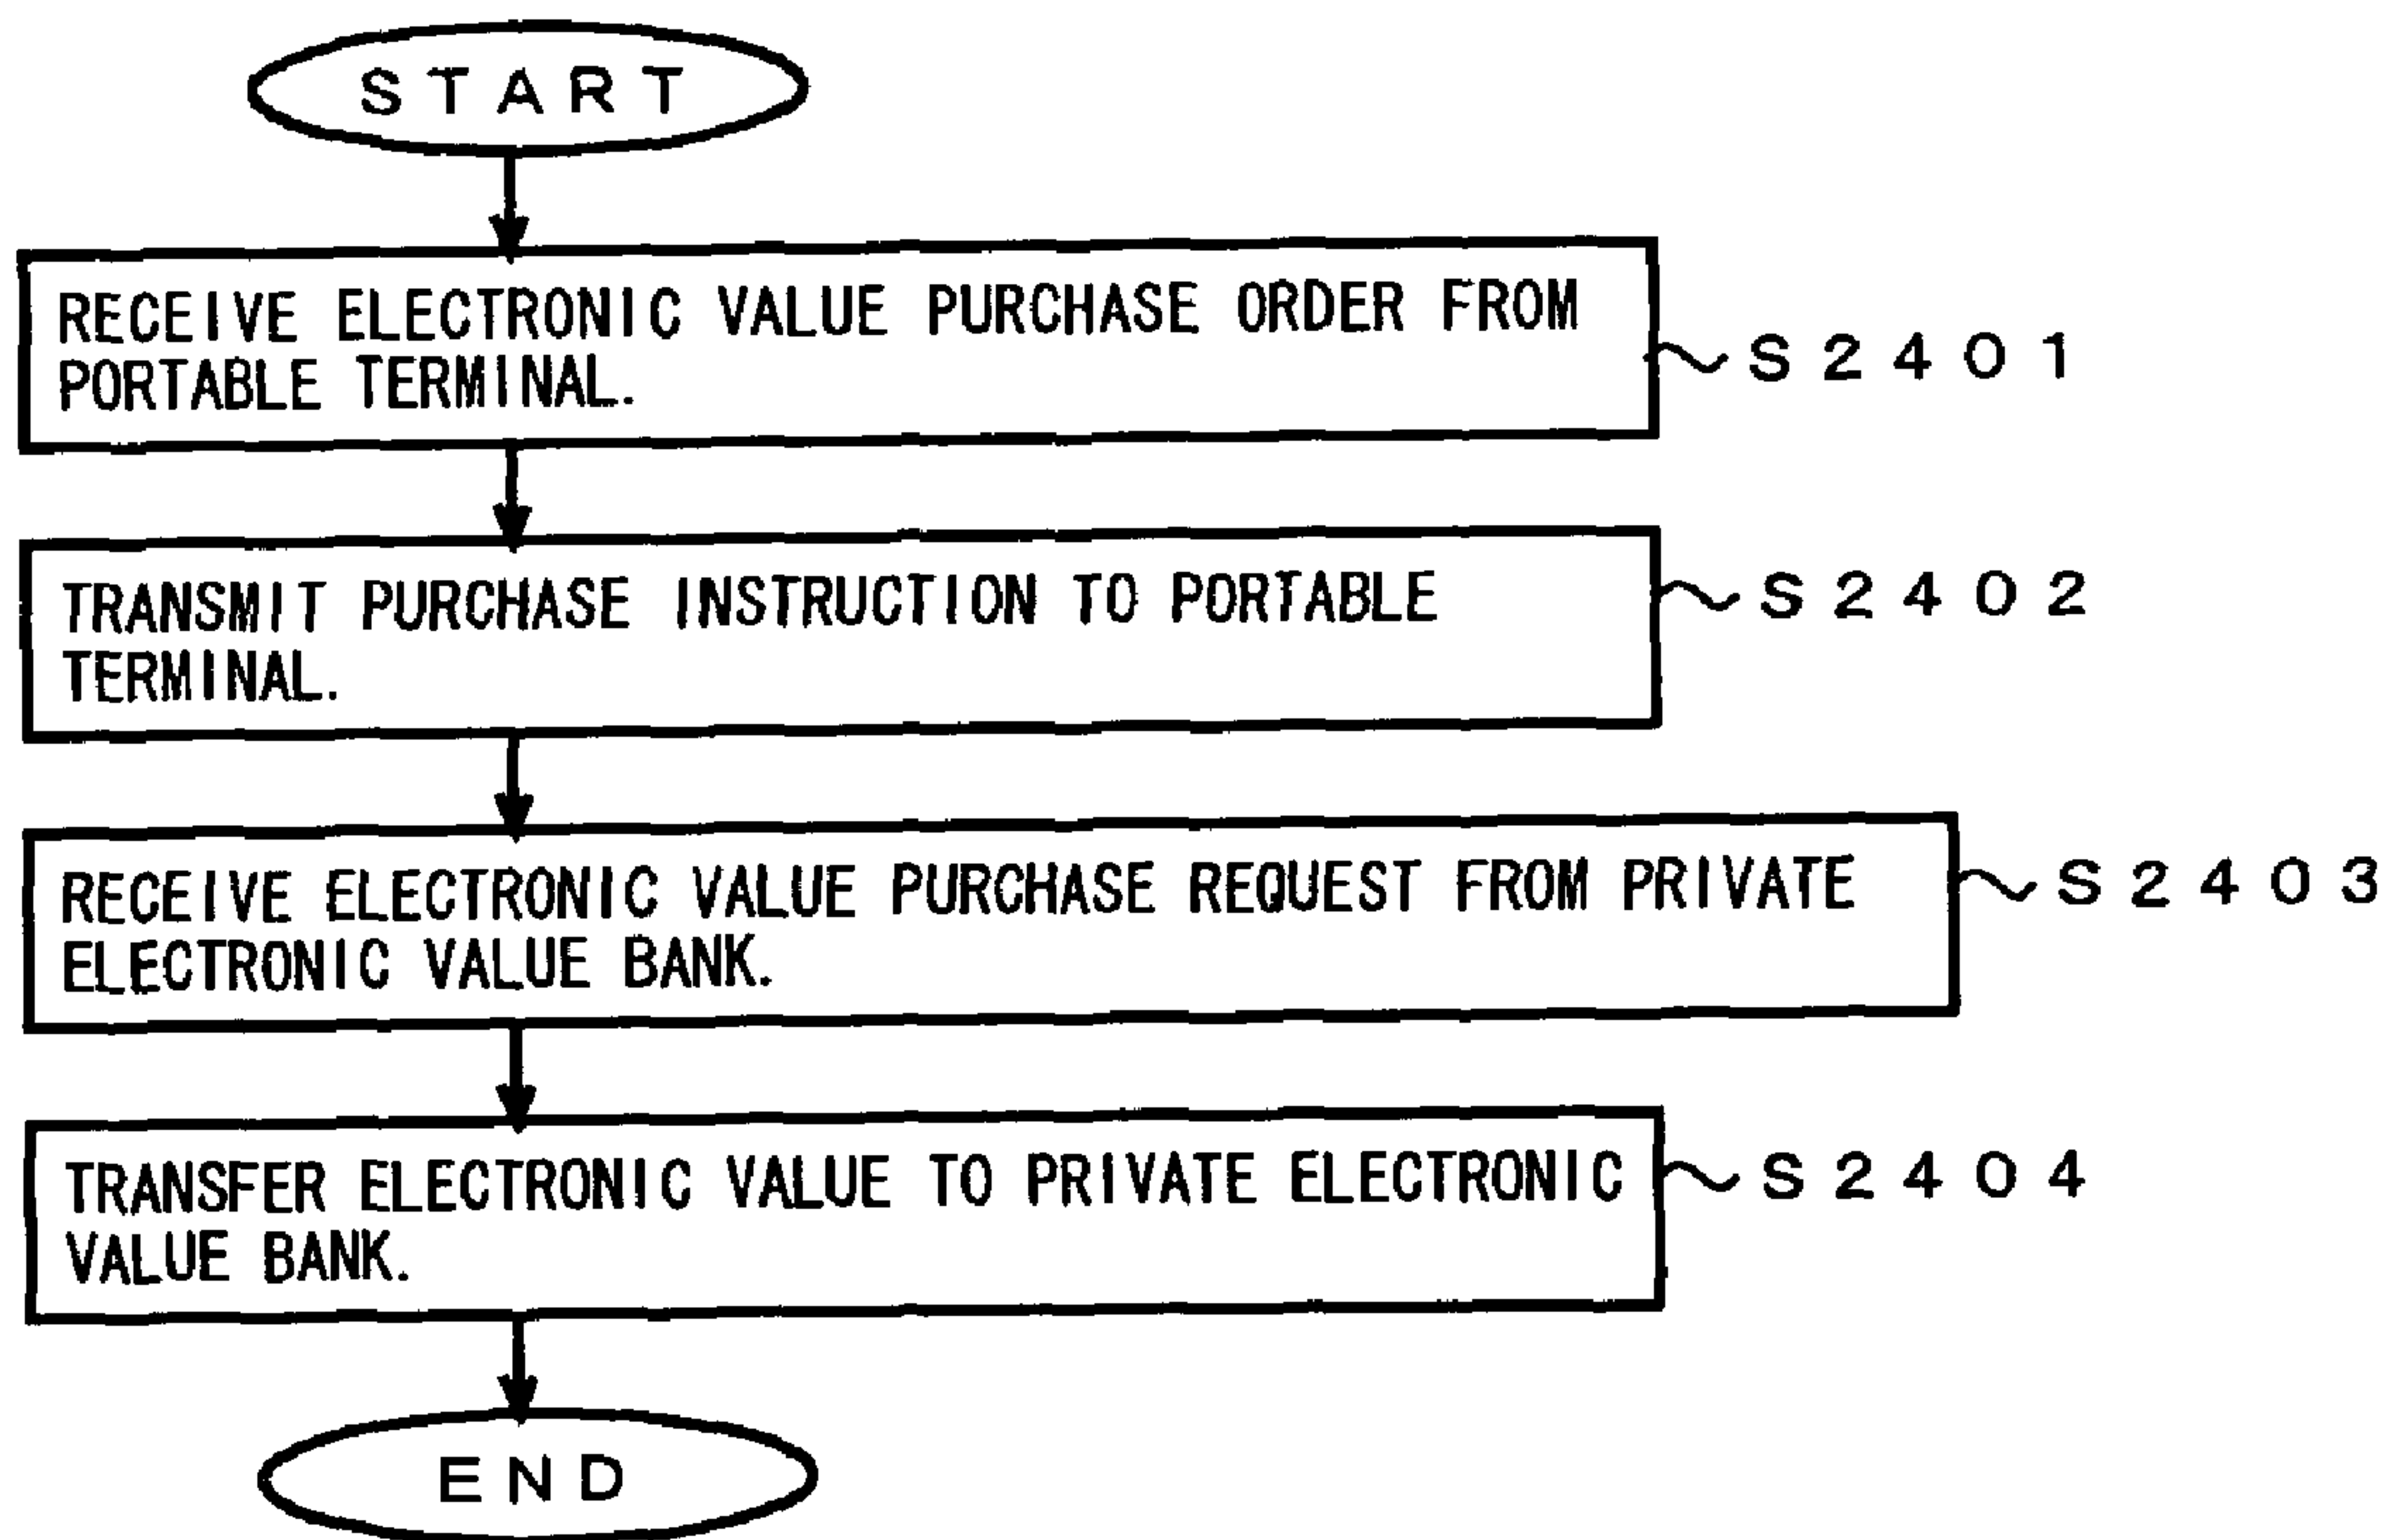 START
RECEIVE ELECTRONIC VALUE PURCHASE ORDER FROM
PORTABLE TERMINAL.
S2401
TRANSMIT PURCHASE INSTRUCTION TO PORTABLE
TERMINAL.
S2402
RECEIVE ELECTRONIC VALUE PURCHASE REQUEST FROM PRIVATE
ELECTRONIC VALUE BANK.
S2403
TRANSFER ELECTRONIC VALUE TO PRIVATE ELECTRONIC
VALUE BANK.
S2404
END